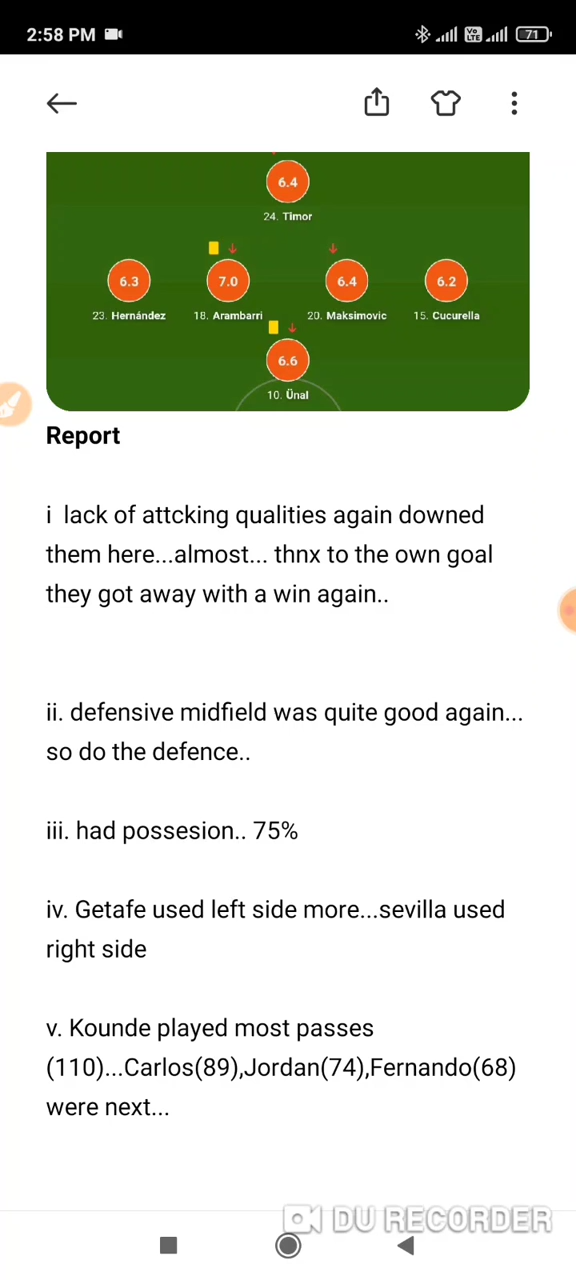 2:58 PM
Vo LTE
71
6.4
24. Timor
6.3
7.0
6.4
6.2
23. Hernández
18. Arambarri
20. Maksimovic
15. Cucurella
6.6
10. Ünal
Report
i lack of attcking qualities again downed
them here...almost... thnx to the own goal
they got away with a win again..
ii. defensive midfield was quite good again...
so do the defence..
iii. had possesion.. 75%
iv. Getafe used left side more...sevilla used
right side
v. Kounde played most passes
(110)...Carlos(89),Jordan(74),Fernando(68)
were next...
DU RECORDER